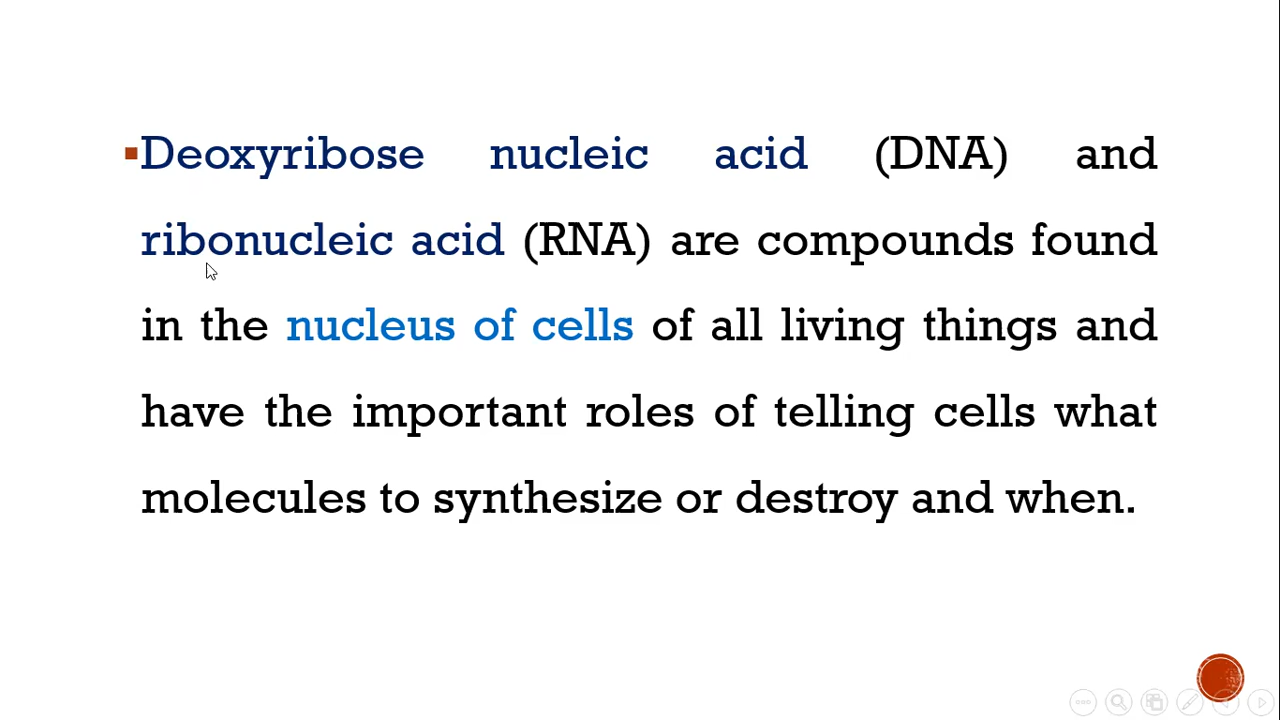 ▪Deoxyribose nucleic acid (DNA) and
ribonucleic acid (RNA) are compounds found
in the nucleus of cells of all living things and
have the important roles of telling cells what
molecules to synthesize or destroy and when.